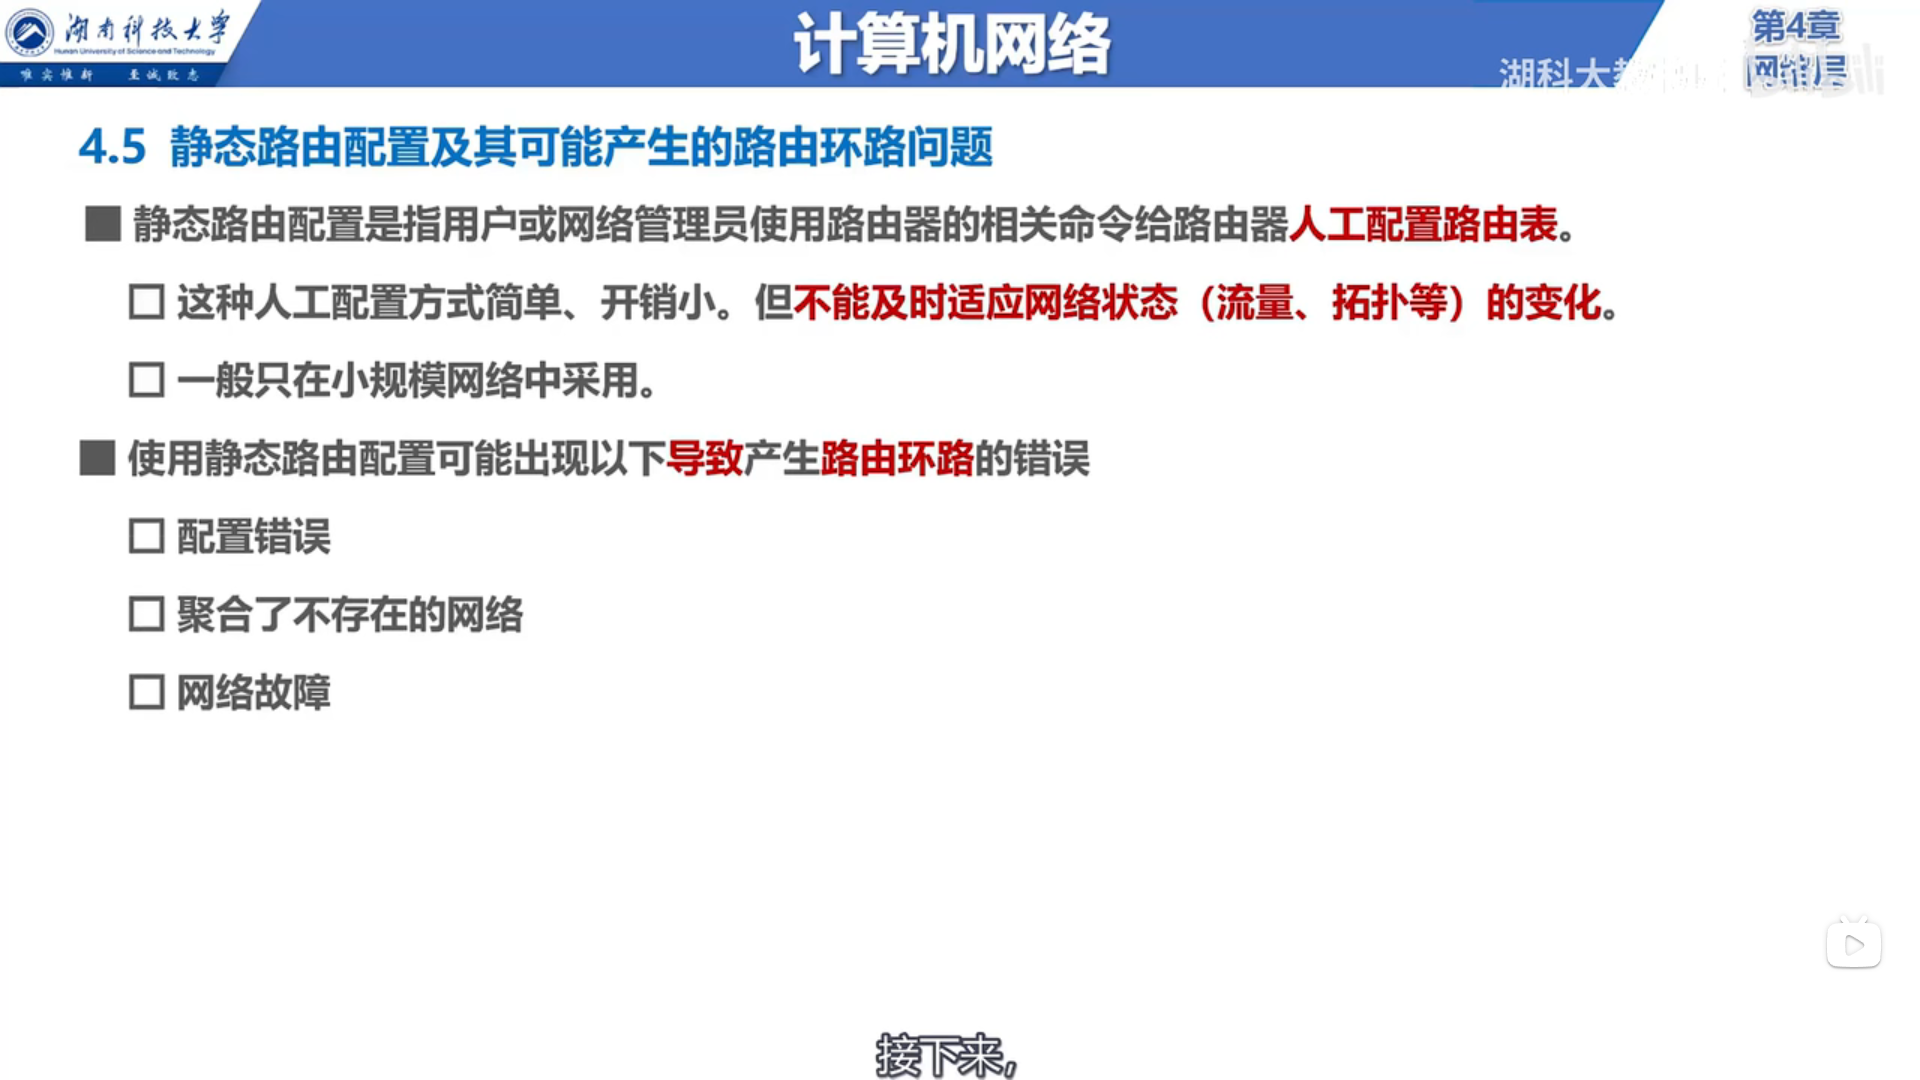 湖南科技大学
Hunan University of Science and Technology
唯实惟新 至诚致志
计算机网络
第4章
网络层
湖科大教
4.5 静态路由配置及其可能产生的路由环路问题
静态路由配置是指用户或网络管理员使用路由器的相关命令给路由器人工配置路由表。
这种人工配置方式简单、开销小。但不能及时适应网络状态（流量、拓扑等）的变化。
一般只在小规模网络中采用。
使用静态路由配置可能出现以下导致产生路由环路的错误
配置错误
聚合了不存在的网络
网络故障
接下来，